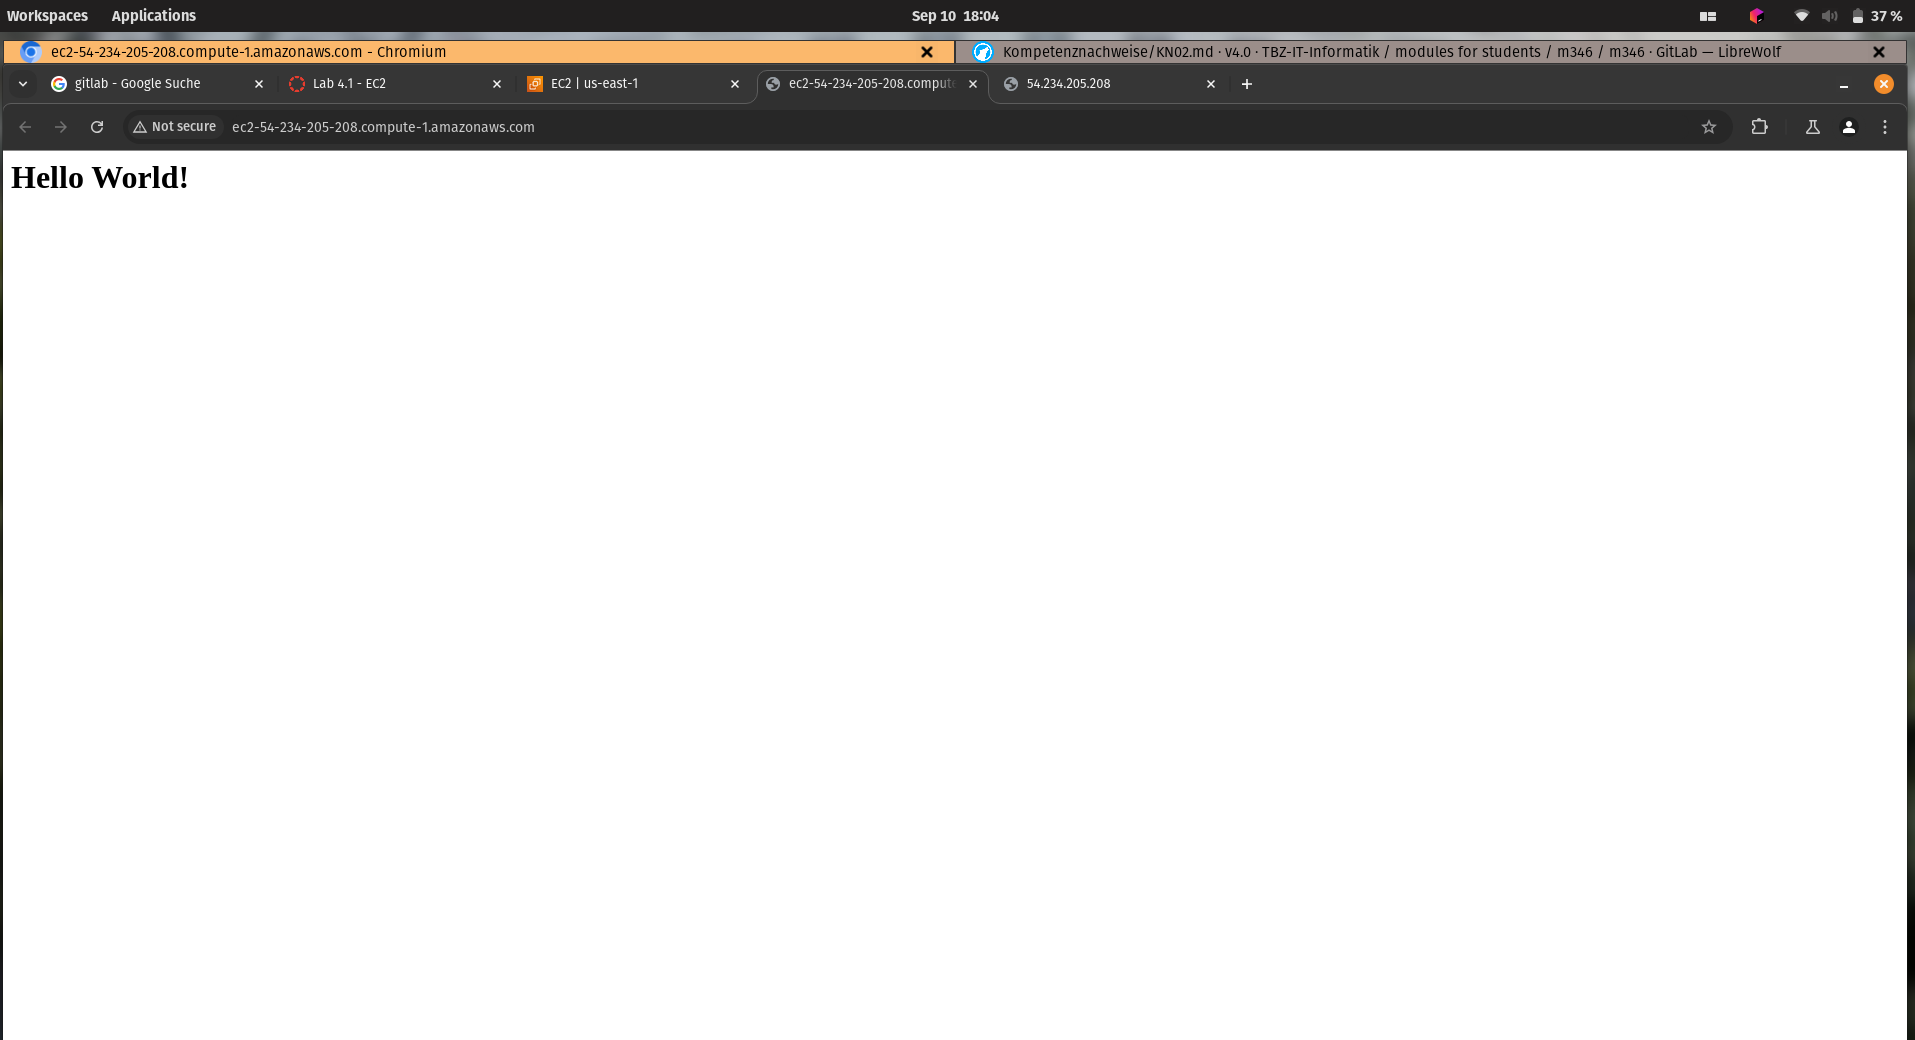 Workspaces Applications Sep 10 18:04 37 %
ec2-54-234-205-208.compute-1.amazonaws.com - Chromium Kompetenznachweise/KN02.md · v4.0 · TBZ-IT-Informatik / modules for students / m346 / m346 · GitLab — LibreWolf
gitlab - Google Suche Lab 4.1 - EC2 EC2 | us-east-1 ec2-54-234-205-208.compute 54.234.205.208
Not secure ec2-54-234-205-208.compute-1.amazonaws.com
Hello World!